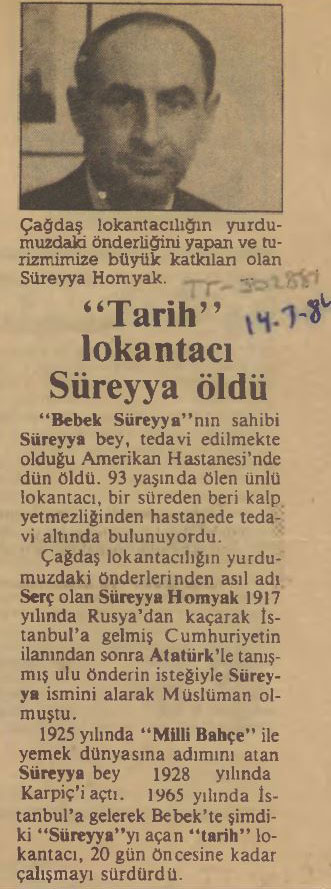 Çağdaş lokantacılığın yurdu-
muzdaki önderliğini yapan ve tu-
rizmimize büyük katkıları olan
Süreyya Homyak.
TT-302887
14-7-86
“Tarih”
lokantacı
Süreyya öldü
“Bebek Süreyya”nın sahibi
Süreyya bey, tedavi edilmekte
olduğu Amerikan Hastanesi’nde
dün öldü. 93 yaşında ölen ünlü
lokantacı, bir süreden beri kalp
yetmezliğinden hastanede teda-
vi altında bulunuyordu.
Çağdaş lokantacılığın yurdu-
muzdaki önderlerinden asıl adı
Serç olan Süreyya Homyak 1917
yılında Rusya’dan kaçarak İs-
tanbul’a gelmiş Cumhuriyetin
ilanından sonra Atatürk’le tanış-
mış ulu önderin isteğiyle Sürey-
ya ismini alarak Müslüman ol-
muştu.
1925 yılında “Milli Bahçe” ile
yemek dünyasına adımını atan
Süreyya bey 1928 yılında
Karpiç’i açtı. 1965 yılında İs-
tanbul’a gelerek Bebek’te şimdi-
ki “Süreyya”yı açan “tarih” lo-
kantacı, 20 gün öncesine kadar
çalışmayı sürdürdü.